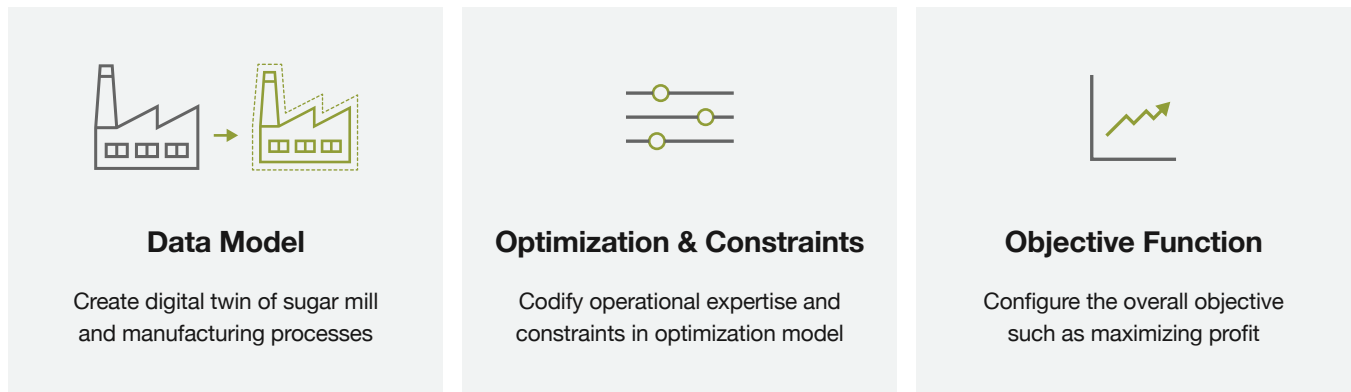 Data Model
Create digital twin of sugar mill
and manufacturing processes
Optimization & Constraints
Codify operational expertise and
constraints in optimization model
Objective Function
Configure the overall objective
such as maximizing profit